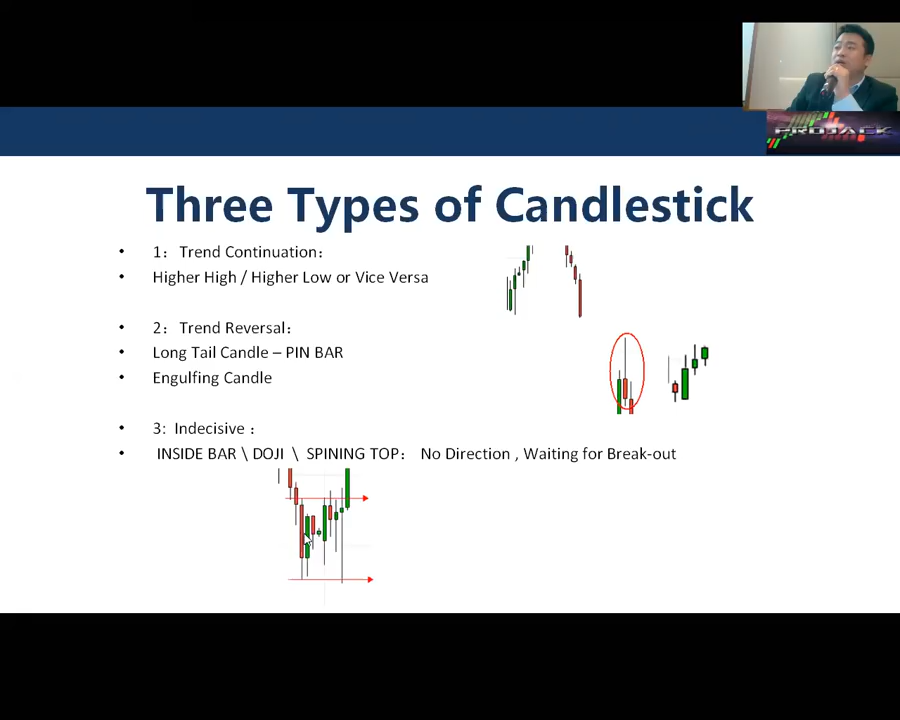 PROJACK
Three Types of Candlestick
• 1：Trend Continuation：
• Higher High / Higher Low or Vice Versa
• 2：Trend Reversal：
• Long Tail Candle – PIN BAR
• Engulfing Candle
• 3: Indecisive：
• INSIDE BAR \ DOJI \ SPINING TOP： No Direction , Waiting for Break-out